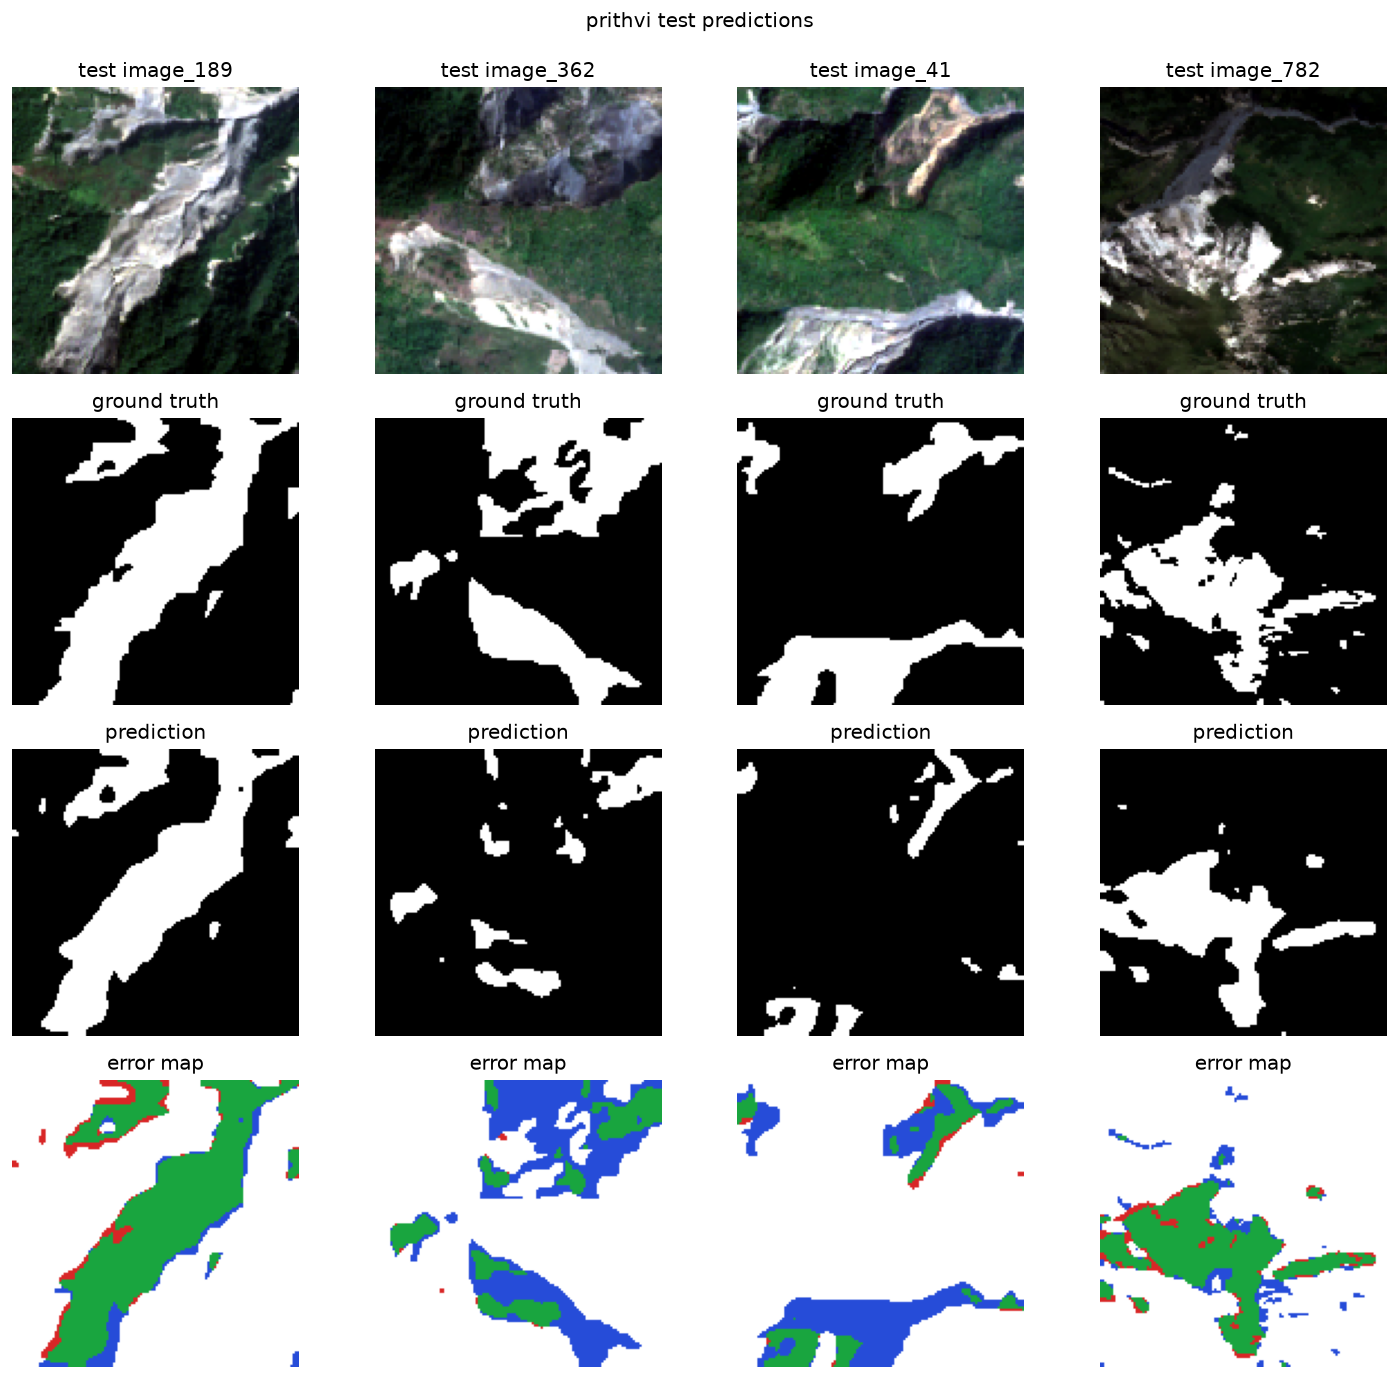 prithvi test predictions
test image_189
test image_362
test image_41
test image_782
ground truth
ground truth
ground truth
ground truth
prediction
prediction
prediction
prediction
error map
error map
error map
error map